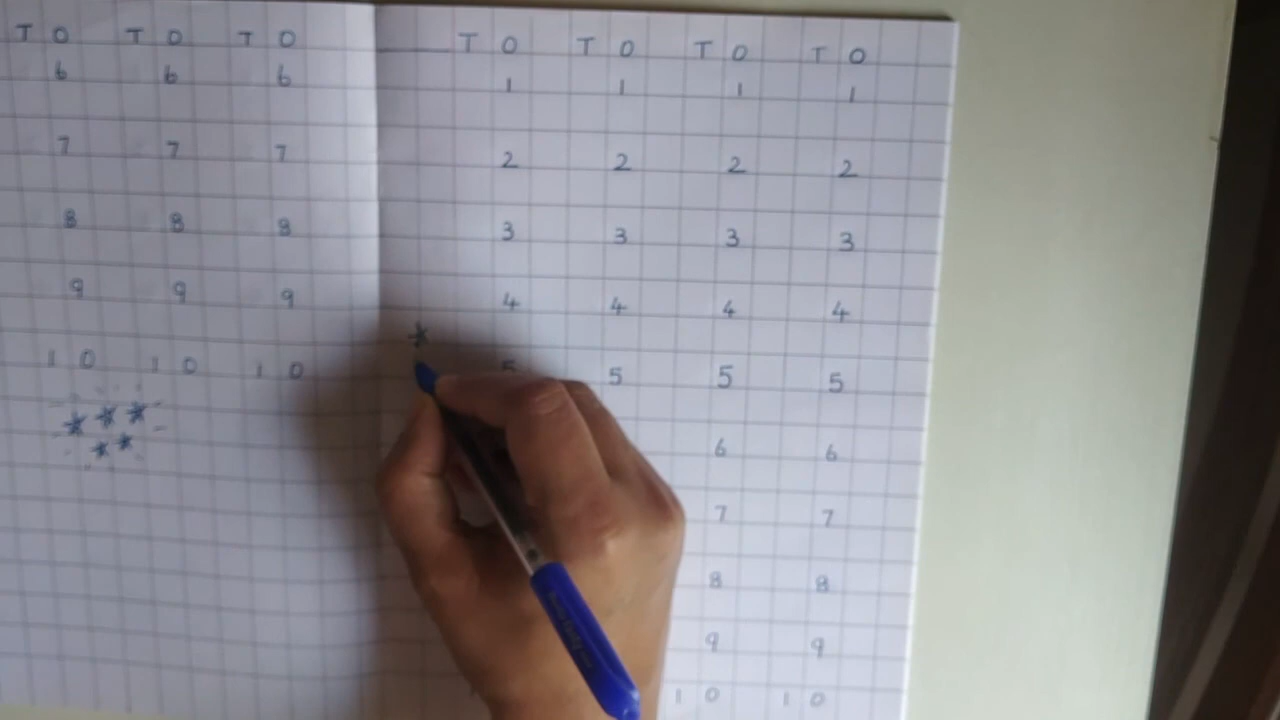 T O T O T O
6 6 6
7 7 7
8 8 8
9 9 9
1 0 1 0 1 0
T O T O T O T O
1 1 1 1
2 2 2 2
3 3 3 3
4 4 4 4
5 5 5 5
6 6
7 7
8 8
9 9
1 0 1 0